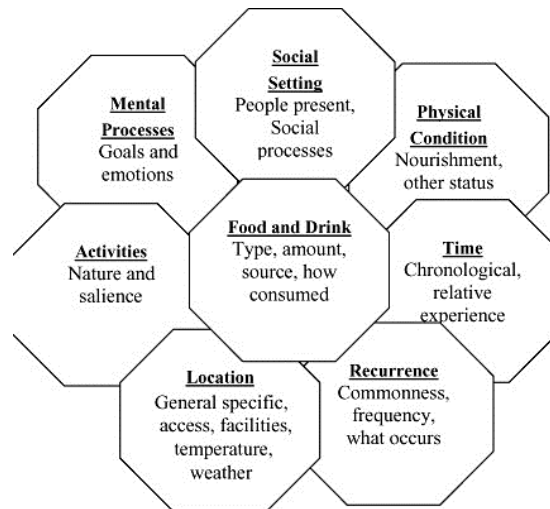 Social
Setting
People present,
Social
processes
Mental
Processes
Goals and
emotions
Physical
Condition
Nourishment,
other status
Food and Drink
Type, amount,
source, how
consumed
Activities
Nature and
salience
Time
Chronological,
relative
experience
Location
General specific,
access, facilities,
temperature,
weather
Recurrence
Commonness,
frequency,
what occurs